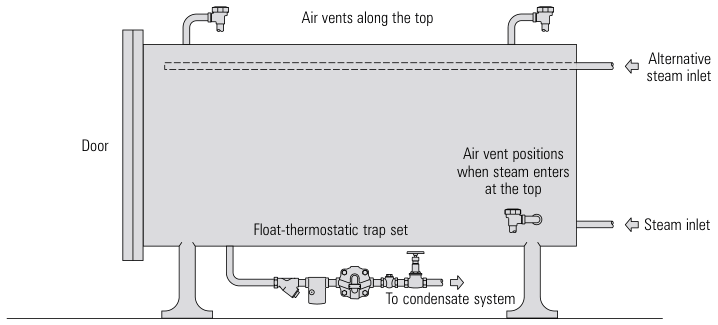 Air vents along the top
Alternative
steam inlet
Door
Air vent positions
when steam enters
at the top
Steam inlet
Float-thermostatic trap set
To condensate system